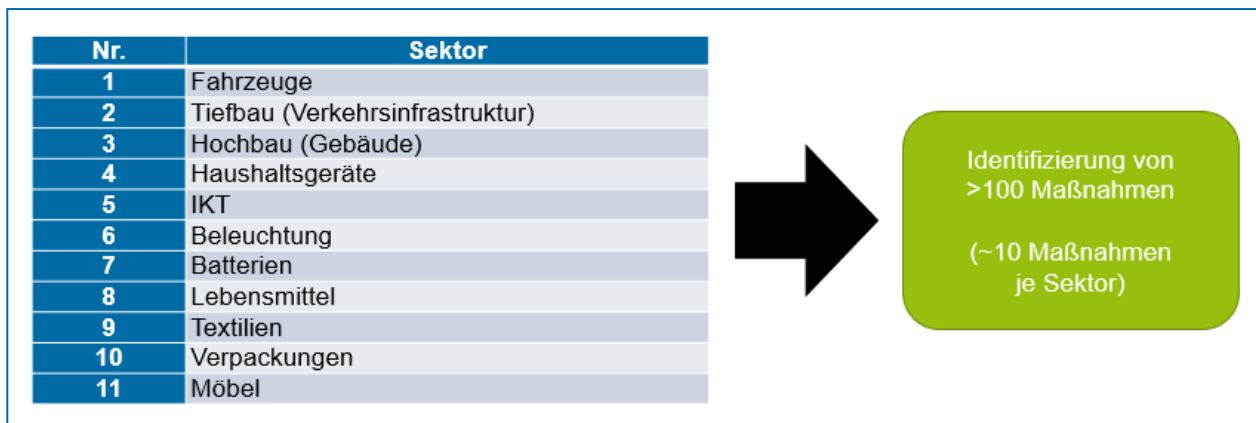 Nr. Sektor
1 Fahrzeuge
2 Tiefbau (Verkehrsinfrastruktur)
3 Hochbau (Gebäude)
4 Haushaltsgeräte
5 IKT
6 Beleuchtung
7 Batterien
8 Lebensmittel
9 Textilien
10 Verpackungen
11 Möbel
Identifizierung von
>100 Maßnahmen
(~10 Maßnahmen
je Sektor)